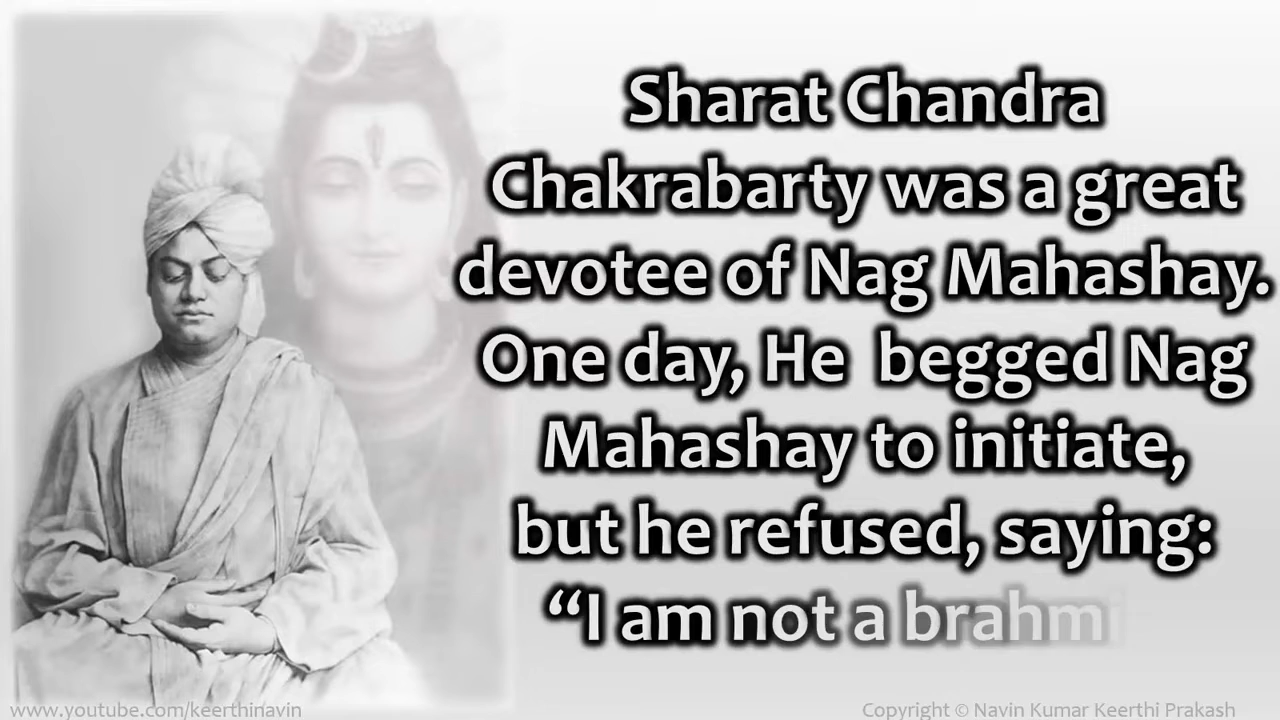 Sharat Chandra
Chakrabarty was a great
devotee of Nag Mahashay.
One day, He  begged Nag
Mahashay to initiate,
but he refused, saying:
“I am not a brahmi
www.youtube.com/keerthinavin
Copyright © Navin Kumar Keerthi Prakash